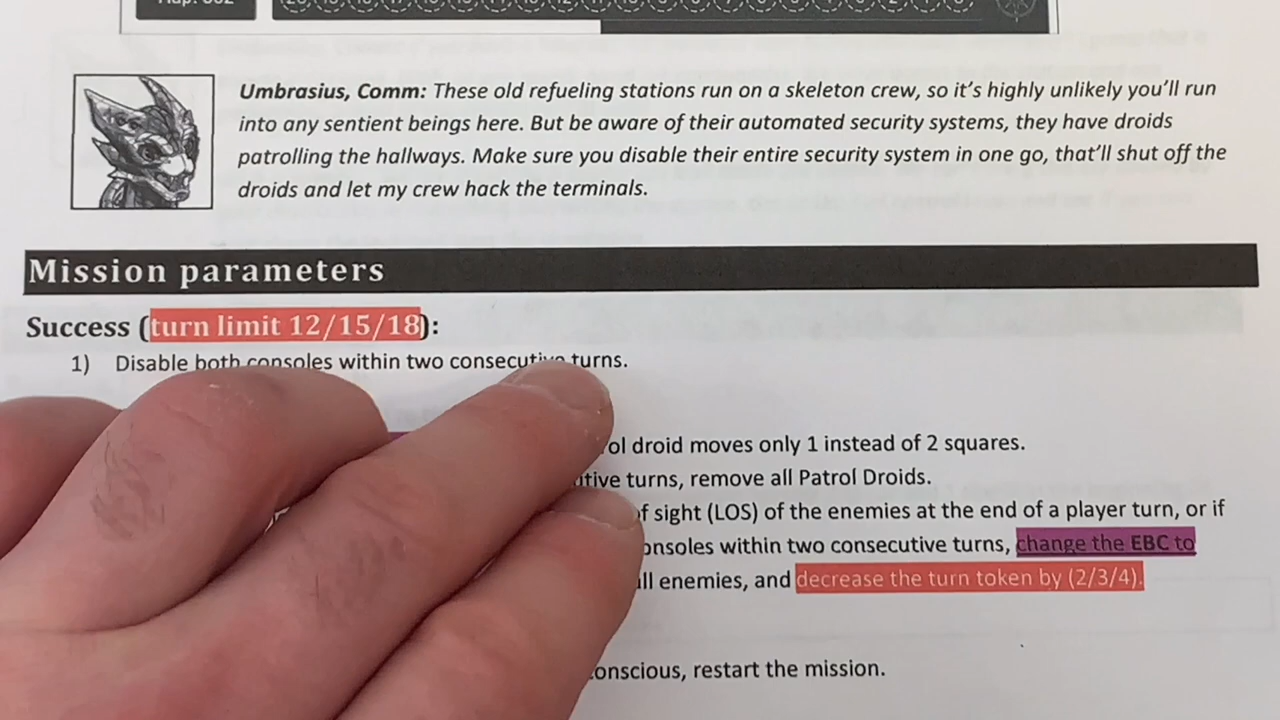 Umbrasius, Comm: These old refueling stations run on a skeleton crew, so it's highly unlikely you'll run
into any sentient beings here. But be aware of their automated security systems, they have droids
patrolling the hallways. Make sure you disable their entire security system in one go, that'll shut off the
droids and let my crew hack the terminals.
Mission parameters
Success (turn limit 12/15/18):
1) Disable both consoles within two consecutive turns.
droid moves only 1 instead of 2 squares.
turns, remove all Patrol Droids.
sight (LOS) of the enemies at the end of a player turn, or if
within two consecutive turns, change the EBC to
enemies, and decrease the turn token by (2/3/4).
restart the mission.